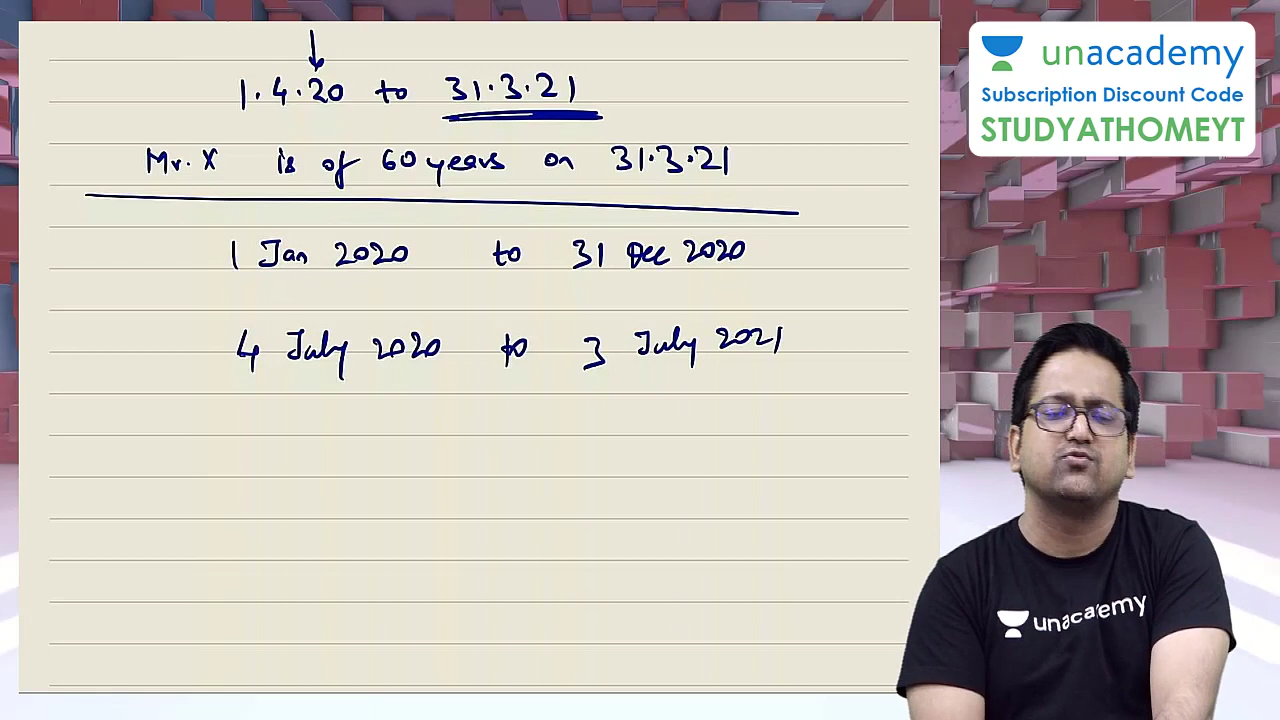 1.4.20 to 31.3.21
Mr. X is of 60 years on 31.3.21
1 Jan 2020 to 31 Dec 2020
4 July 2020 to 3 July 2021
unacademy
Subscription Discount Code
STUDYATHOMEYT
unacademy